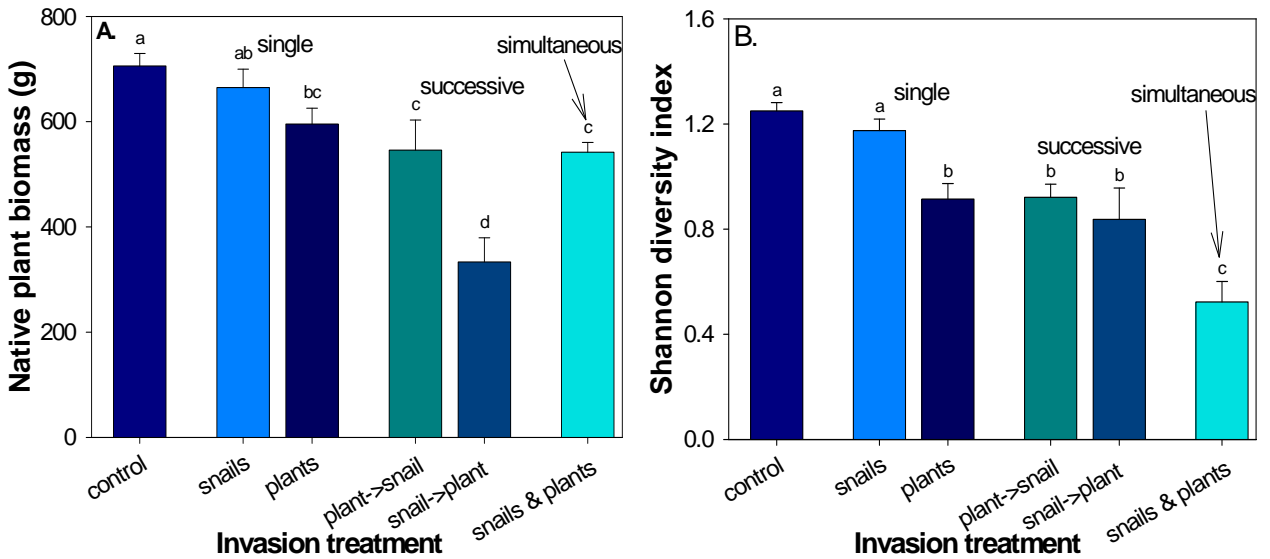 A.
Native plant biomass (g)
800
600
400
200
0
a
ab
single
bc
successive
c
d
simultaneous
c
control
snails
plants
plant->snail
snail->plant
snails & plants
Invasion treatment
B.
Shannon diversity index
1.6
1.2
0.8
0.4
0.0
a
a
single
b
successive
b
b
simultaneous
c
control
snails
plants
plant->snail
snail->plant
snails & plants
Invasion treatment